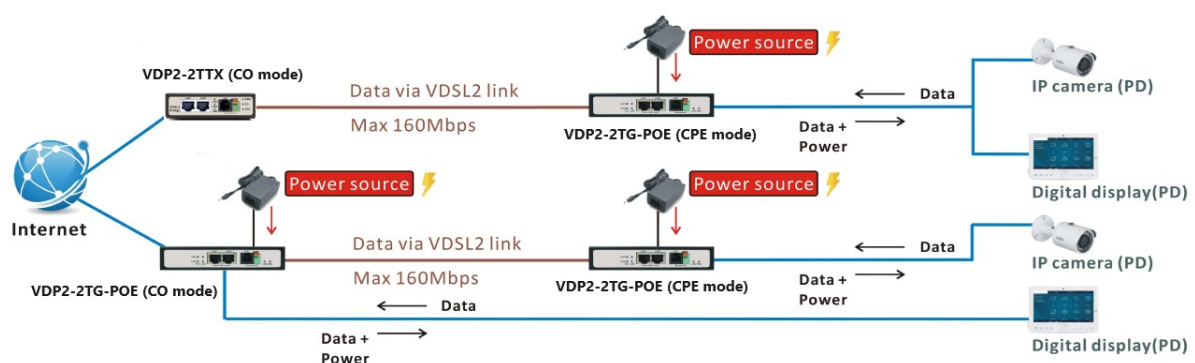 Power source
VDP2-2TTX (CO mode)
IP camera (PD)
Data via VDSL2 link
Data
Max 160Mbps
VDP2-2TG-POE (CPE mode)
Data +
Power
Digital display(PD)
Internet
Power source
Power source
Data via VDSL2 link
Data
IP camera (PD)
Max 160Mbps
VDP2-2TG-POE (CO mode)
VDP2-2TG-POE (CPE mode)
Data +
Power
Data
Data +
Power
Digital display(PD)